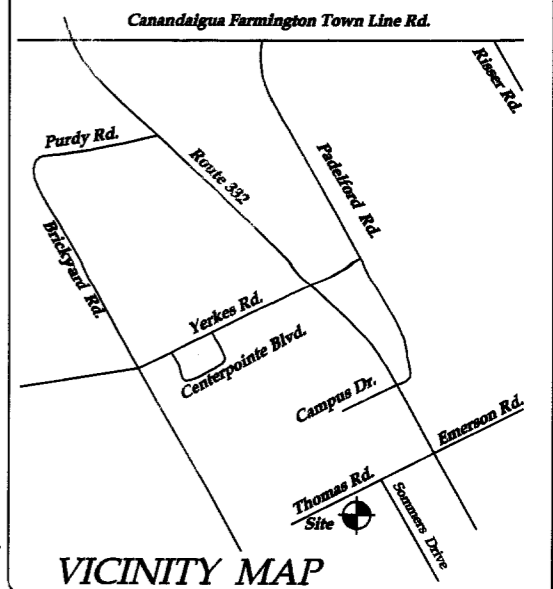 Canandaigua Farmington Town Line Rd.
Risser Rd.
Purdy Rd.
Route 332
Padelford Rd.
Brickyard Rd.
Yerkes Rd.
Centerpointe Blvd.
Campus Dr.
Emerson Rd.
Thomas Rd.
Site
Sommers Drive
VICINITY MAP